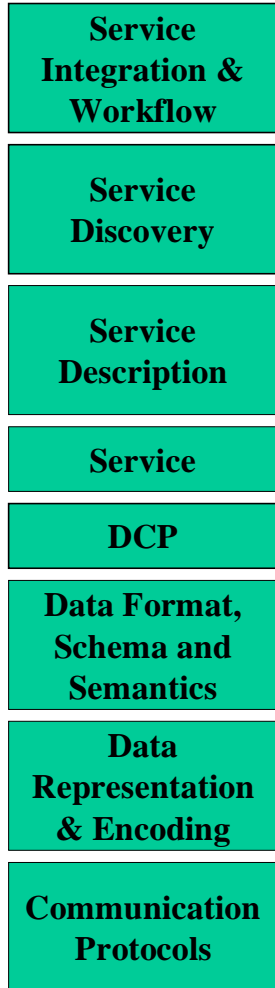 Service
Integration &
Workflow
Service
Discovery
Service
Description
Service
DCP
Data Format,
Schema and
Semantics
Data
Representation
& Encoding
Communication
Protocols